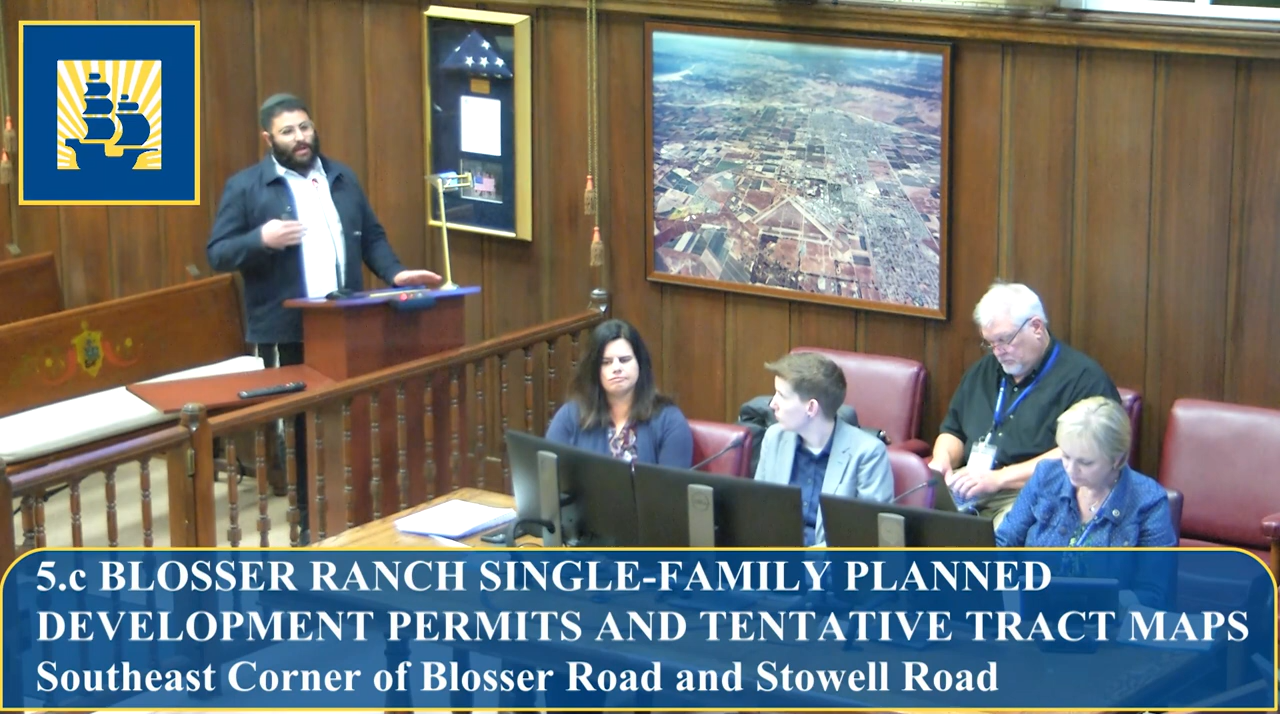 5.c BLOSSER RANCH SINGLE-FAMILY PLANNED
DEVELOPMENT PERMITS AND TENTATIVE TRACT MAPS
Southeast Corner of Blosser Road and Stowell Road